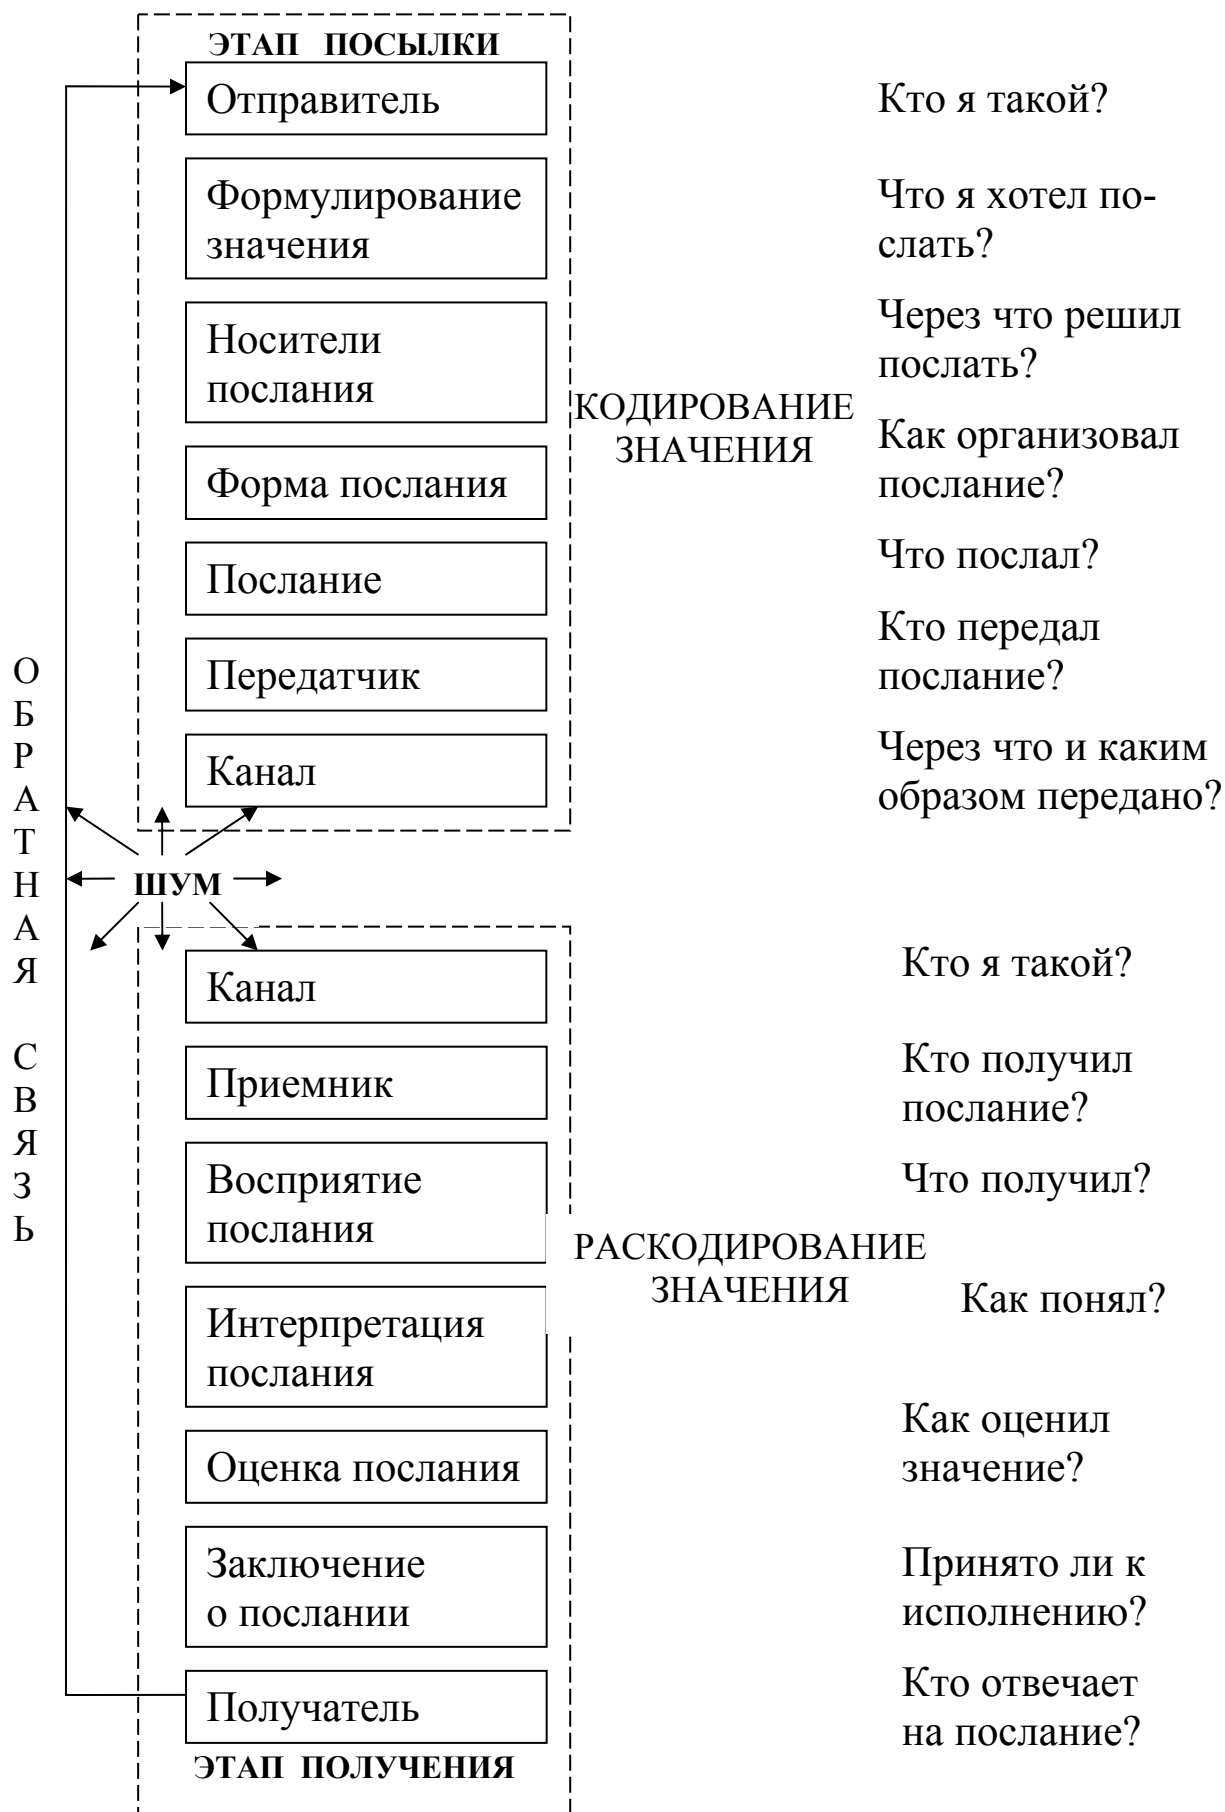 ЭТАП ПОСЫЛКИ
Отправитель
Кто я такой?
Формулирование
значения
Что я хотел по-
слать?
Носители
послания
Через что решил
послать?
КОДИРОВАНИЕ
ЗНАЧЕНИЯ
Форма послания
Как организовал
послание?
Послание
Что послал?
Передатчик
Кто передал
послание?
Канал
Через что и каким
образом передано?
ОБРАТНАЯ СВЯЗЬ
ШУМ
Канал
Кто я такой?
Приемник
Кто получил
послание?
Восприятие
послания
Что получил?
РАСКОДИРОВАНИЕ
ЗНАЧЕНИЯ
Интерпретация
послания
Как понял?
Оценка послания
Как оценил
значение?
Заключение
о послании
Принято ли к
исполнению?
Получатель
Кто отвечает
на послание?
ЭТАП ПОЛУЧЕНИЯ